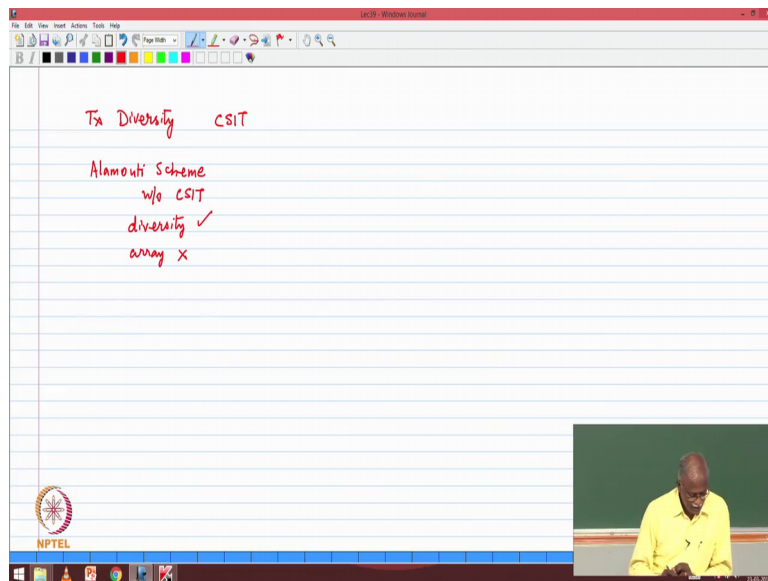 Lec39 - Windows Journal
File Edit View Insert Actions Tools Help
Page Width
B I
Tx Diversity CSIT
Alamouti Scheme
w/o CSIT
diversity ✓
array x
NPTEL